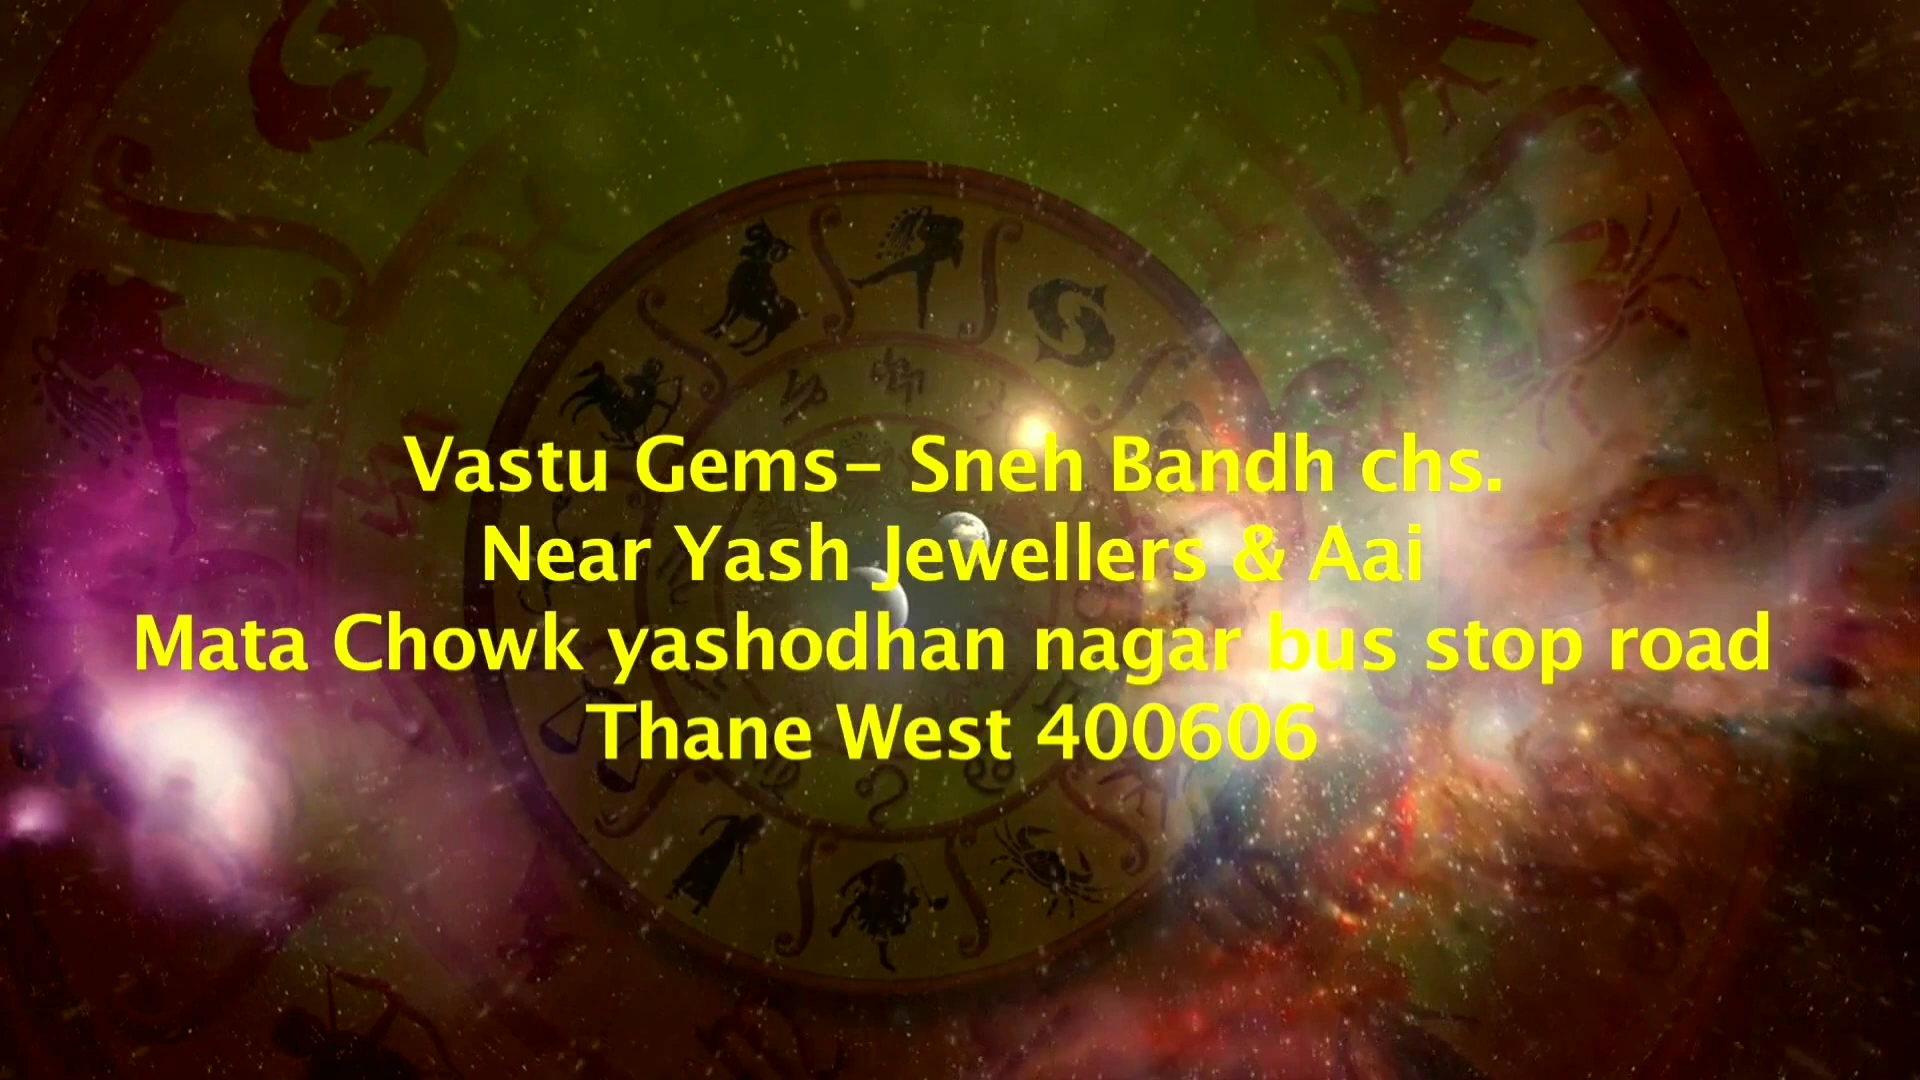 Vastu Gems- Sneh Bandh chs.
Near Yash Jewellers & Aai
Mata Chowk yashodhan nagar bus stop road
Thane West 400606